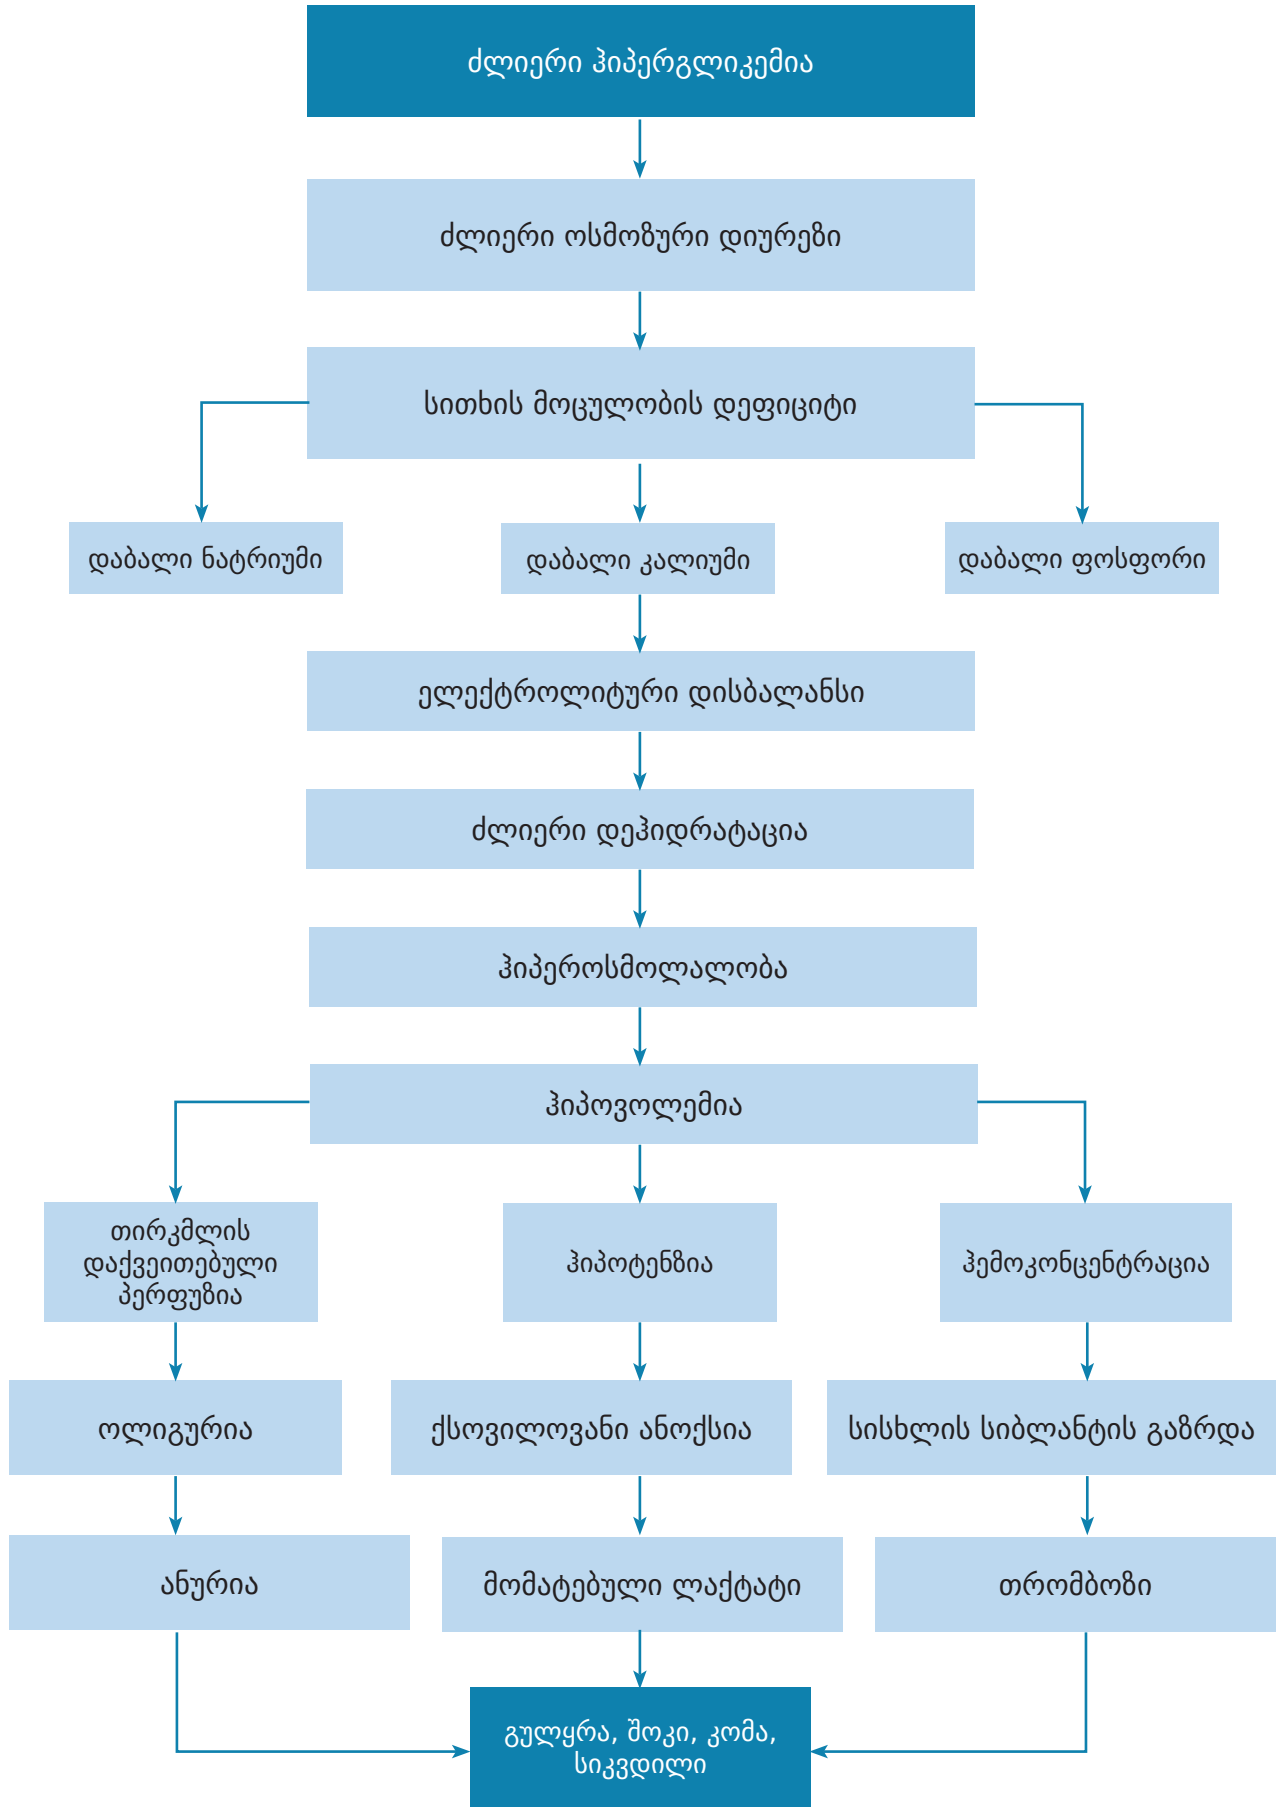 ძლიერი ჰიპერგლიკემია
ძლიერი ოსმოზური დიურეზი
სითხის მოცულობის დეფიციტი
დაბალი ნატრიუმი
დაბალი კალიუმი
დაბალი ფოსფორი
ელექტროლიტური დისბალანსი
ძლიერი დეჰიდრატაცია
ჰიპეროსმოლალობა
ჰიპოვოლემია
თირკმლის
დაქვეითებული
პერფუზია
ჰიპოტენზია
ჰემოკონცენტრაცია
ოლიგურია
ქსოვილოვანი ანოქსია
სისხლის სიბლანტის გაზრდა
ანურია
მომატებული ლაქტატი
თრომბოზი
გულყრა, შოკი, კომა,
სიკვდილი